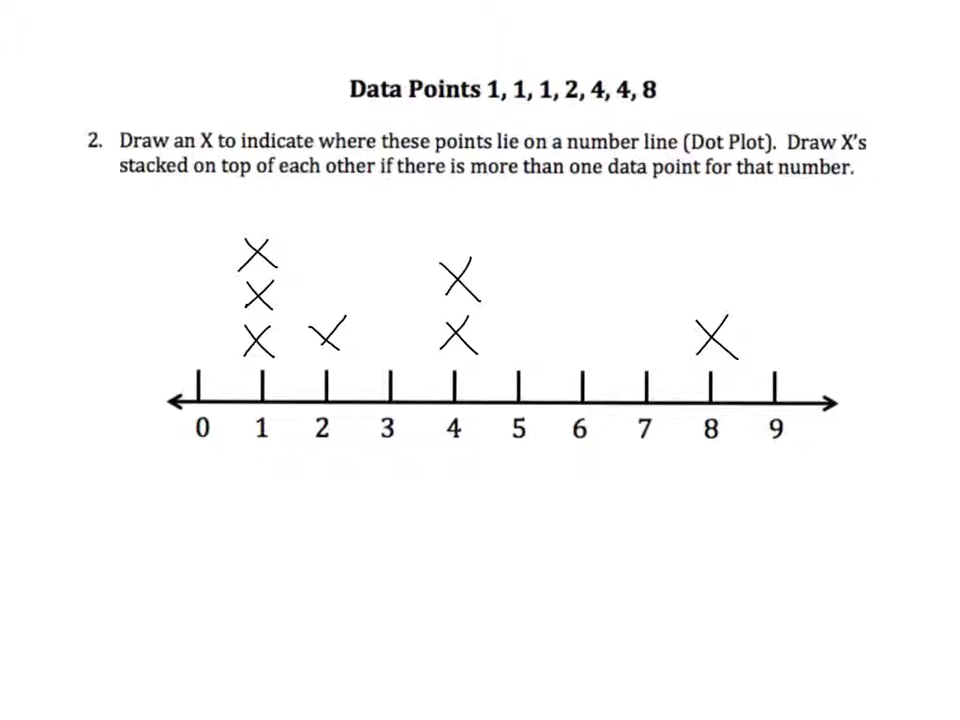 Data Points 1, 1, 1, 2, 4, 4, 8
2. Draw an X to indicate where these points lie on a number line (Dot Plot). Draw X's
stacked on top of each other if there is more than one data point for that number.
X
X X
X X X X
0 1 2 3 4 5 6 7 8 9